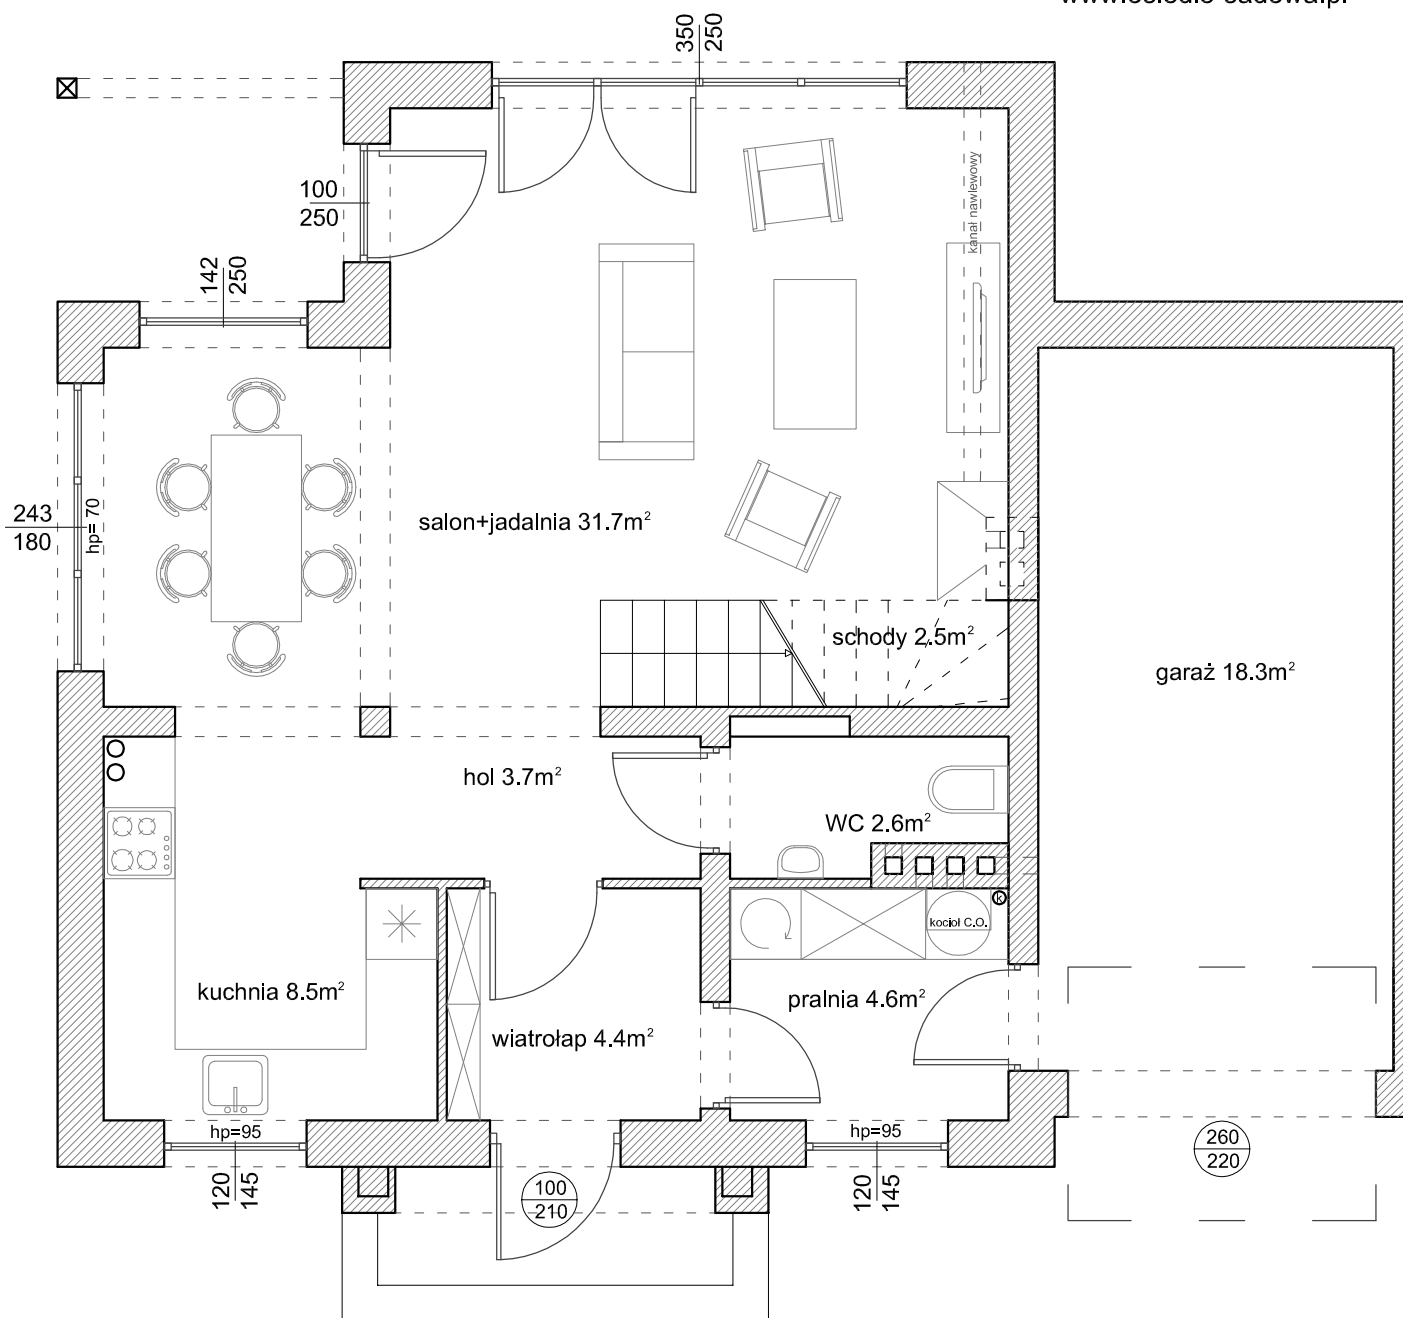 350
250
100
250
142
250
kanał nawiewowy
243
180
hp= 70
salon+jadalnia 31.7m²
schody 2.5m²
garaż 18.3m²
hol 3.7m²
WC 2.6m²
kocioł C.O.
k
kuchnia 8.5m²
pralnia 4.6m²
wiatrołap 4.4m²
hp=95
120
145
100
210
hp=95
120
145
260
220